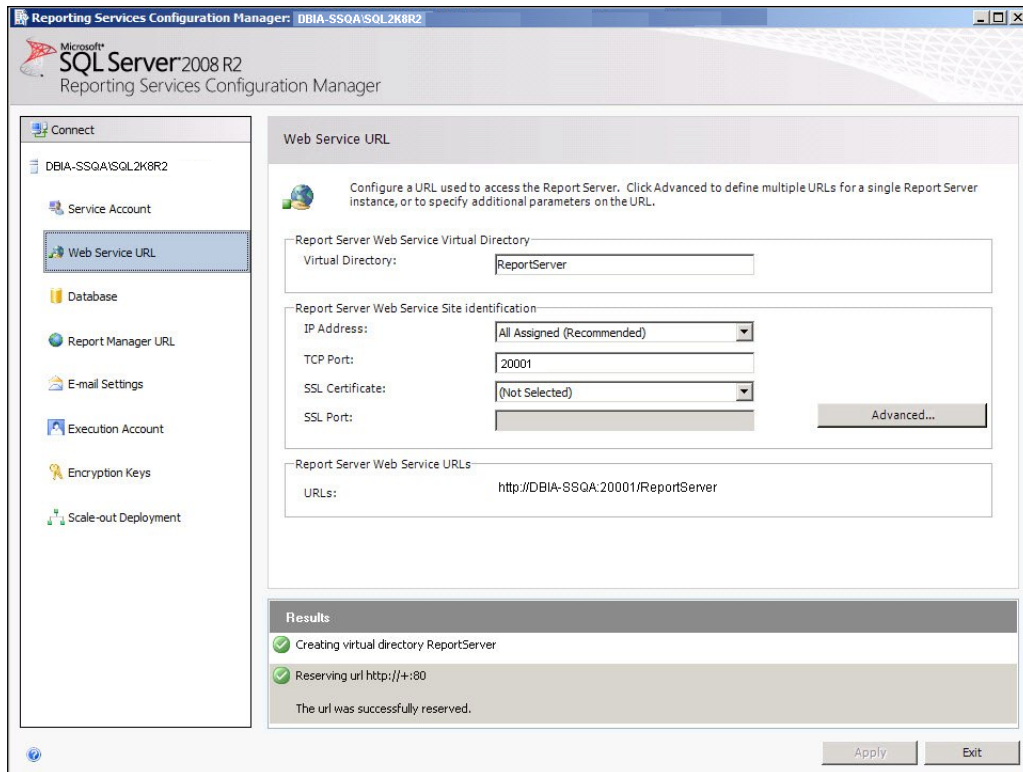 Reporting Services Configuration Manager: DBIA-SSQA\SQL2K8R2
Microsoft®
SQL Server® 2008 R2
Reporting Services Configuration Manager
Connect
DBIA-SSQA\SQL2K8R2
Service Account
Web Service URL
Database
Report Manager URL
E-mail Settings
Execution Account
Encryption Keys
Scale-out Deployment
Web Service URL
Configure a URL used to access the Report Server. Click Advanced to define multiple URLs for a single Report Server
instance, or to specify additional parameters on the URL.
Report Server Web Service Virtual Directory
Virtual Directory: ReportServer
Report Server Web Service Site identification
IP Address: All Assigned (Recommended)
TCP Port: 20001
SSL Certificate: (Not Selected)
SSL Port:
Advanced...
Report Server Web Service URLs
URLs: http://DBIA-SSQA:20001/ReportServer
Results
Creating virtual directory ReportServer
Reserving url http://+:80
The url was successfully reserved.
Apply Exit